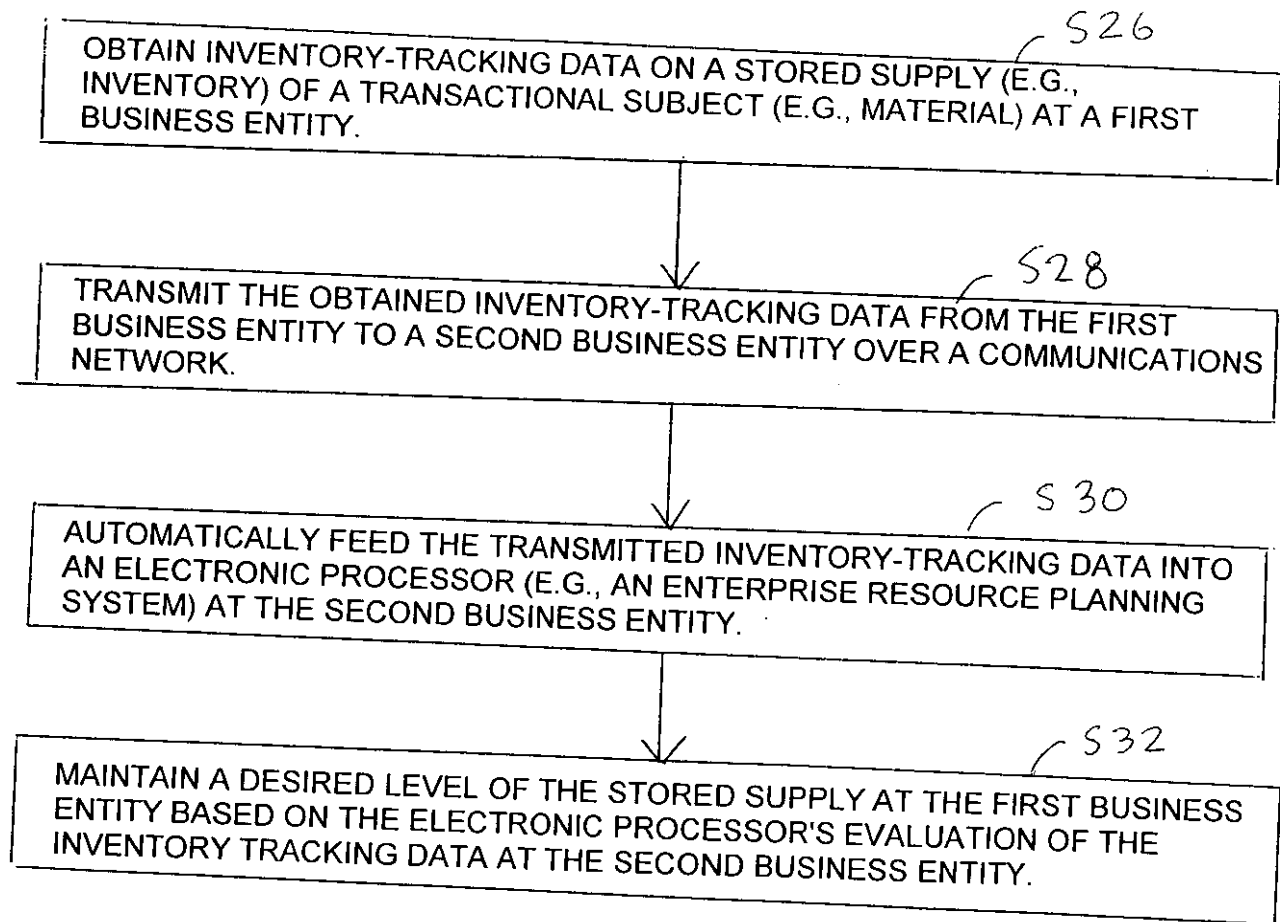 S26
OBTAIN INVENTORY-TRACKING DATA ON A STORED SUPPLY (E.G.,
INVENTORY) OF A TRANSACTIONAL SUBJECT (E.G., MATERIAL) AT A FIRST
BUSINESS ENTITY.
S28
TRANSMIT THE OBTAINED INVENTORY-TRACKING DATA FROM THE FIRST
BUSINESS ENTITY TO A SECOND BUSINESS ENTITY OVER A COMMUNICATIONS
NETWORK.
S30
AUTOMATICALLY FEED THE TRANSMITTED INVENTORY-TRACKING DATA INTO
AN ELECTRONIC PROCESSOR (E.G., AN ENTERPRISE RESOURCE PLANNING
SYSTEM) AT THE SECOND BUSINESS ENTITY.
S32
MAINTAIN A DESIRED LEVEL OF THE STORED SUPPLY AT THE FIRST BUSINESS
ENTITY BASED ON THE ELECTRONIC PROCESSOR'S EVALUATION OF THE
INVENTORY TRACKING DATA AT THE SECOND BUSINESS ENTITY.